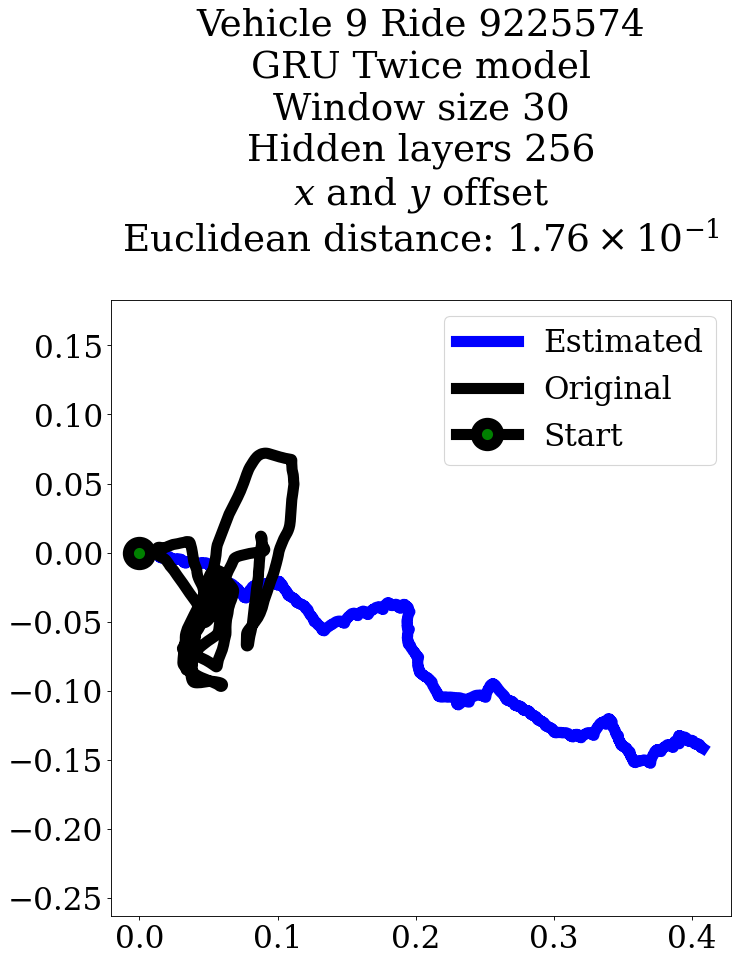 Vehicle 9 Ride 9225574
GRU Twice model
Window size 30
Hidden layers 256
x and y offset
Euclidean distance: 1.76 × 10⁻¹
Estimated
Original
Start
0.15
0.10
0.05
0.00
−0.05
−0.10
−0.15
−0.20
−0.25
0.0 0.1 0.2 0.3 0.4